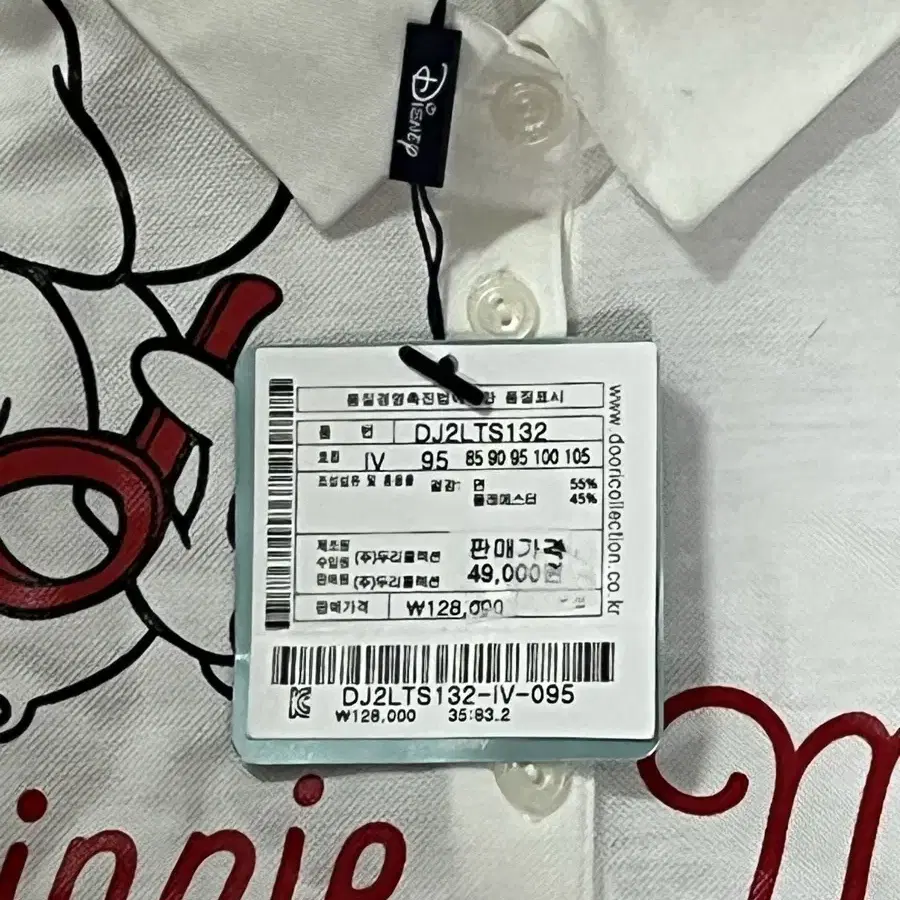 Disney
품질경영촉진법에 의한 품질표시
품 번 DJ2LTS132
호칭 IV 95 85 90 95 100 105
조성섬유 및 혼용률 겉감: 면 55%
폴리에스터 45%
제조원
수입원 (주)두리콜렉션
판매원 (주)두리콜렉션
판매가격
49,000원
판매가격 ₩128,000
www.dooricollection.co.kr
DJ2LTS132-IV-095
₩128,000 35:83.2
innie
m